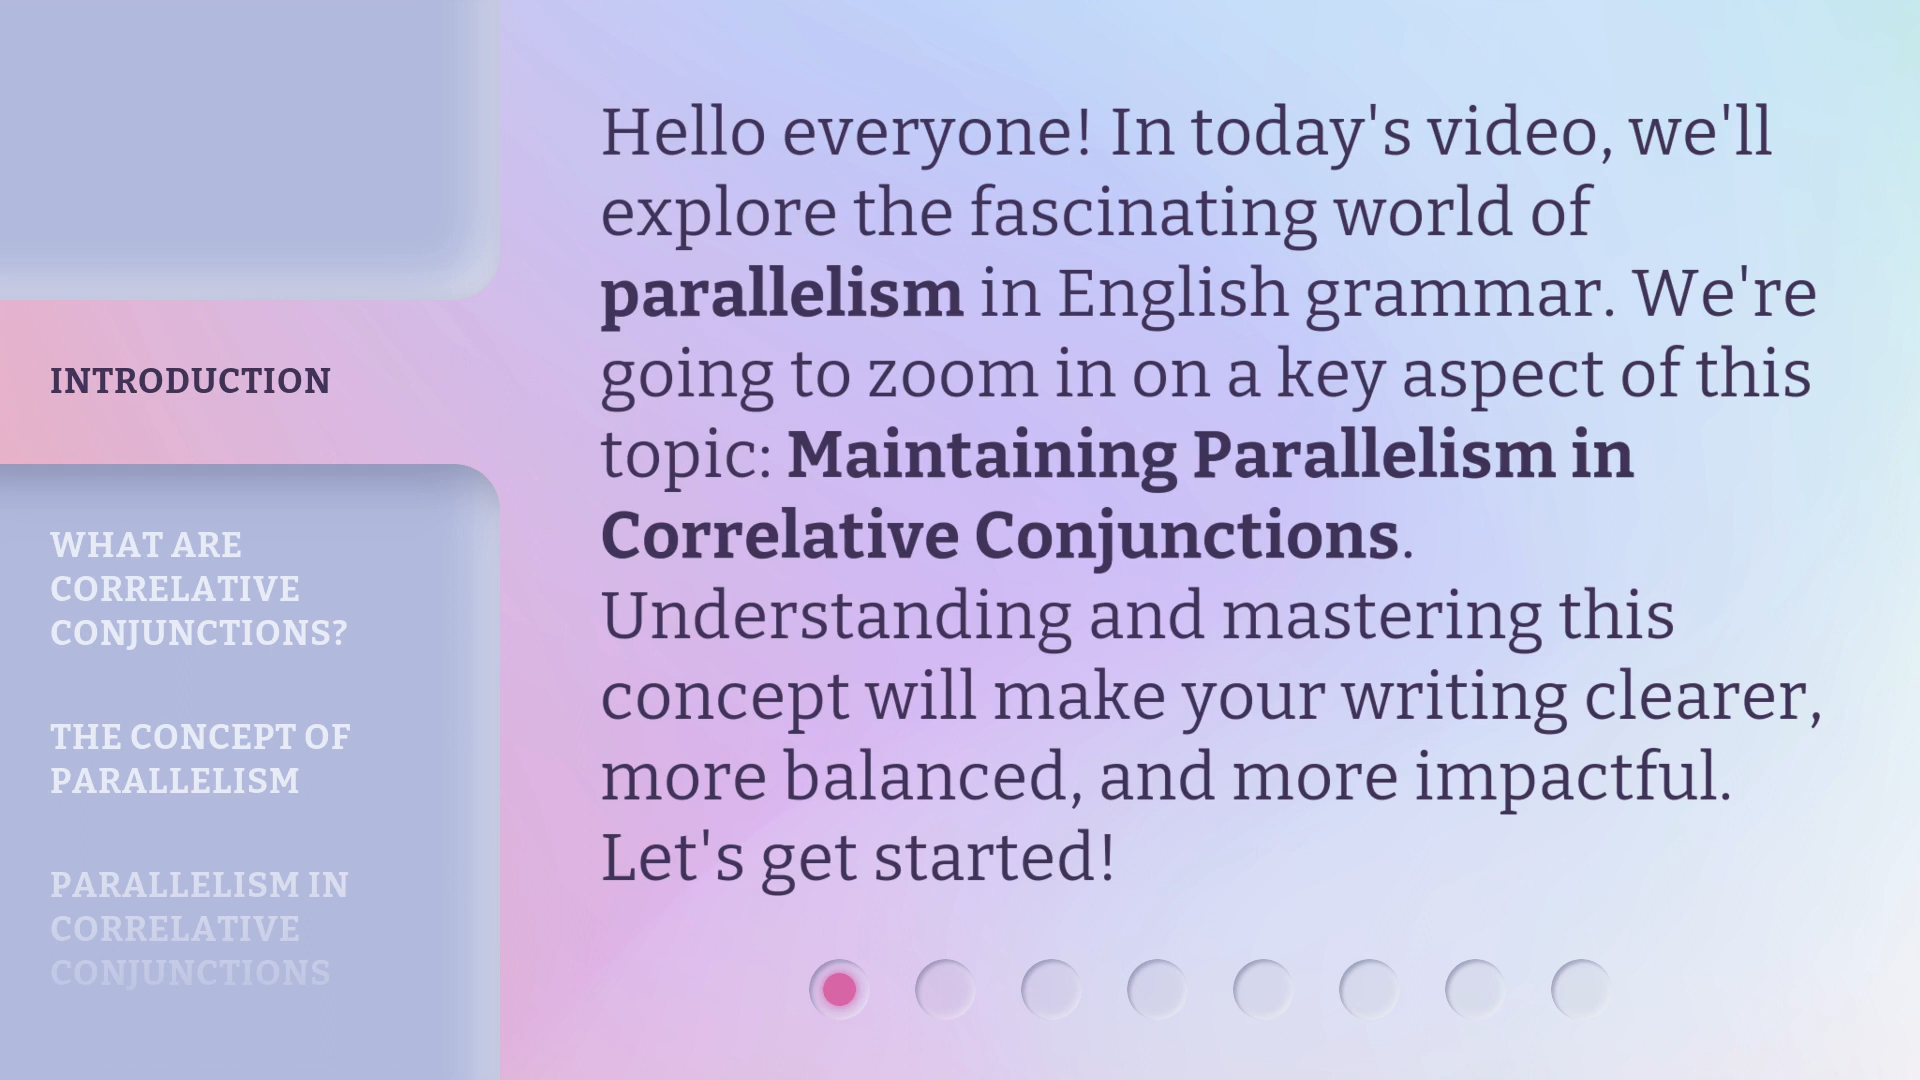 INTRODUCTION
WHAT ARE
CORRELATIVE
CONJUNCTIONS?
THE CONCEPT OF
PARALLELISM
PARALLELISM IN
CORRELATIVE
CONJUNCTIONS
Hello everyone! In today's video, we'll
explore the fascinating world of
parallelism in English grammar. We're
going to zoom in on a key aspect of this
topic: Maintaining Parallelism in
Correlative Conjunctions.
Understanding and mastering this
concept will make your writing clearer,
more balanced, and more impactful.
Let's get started!